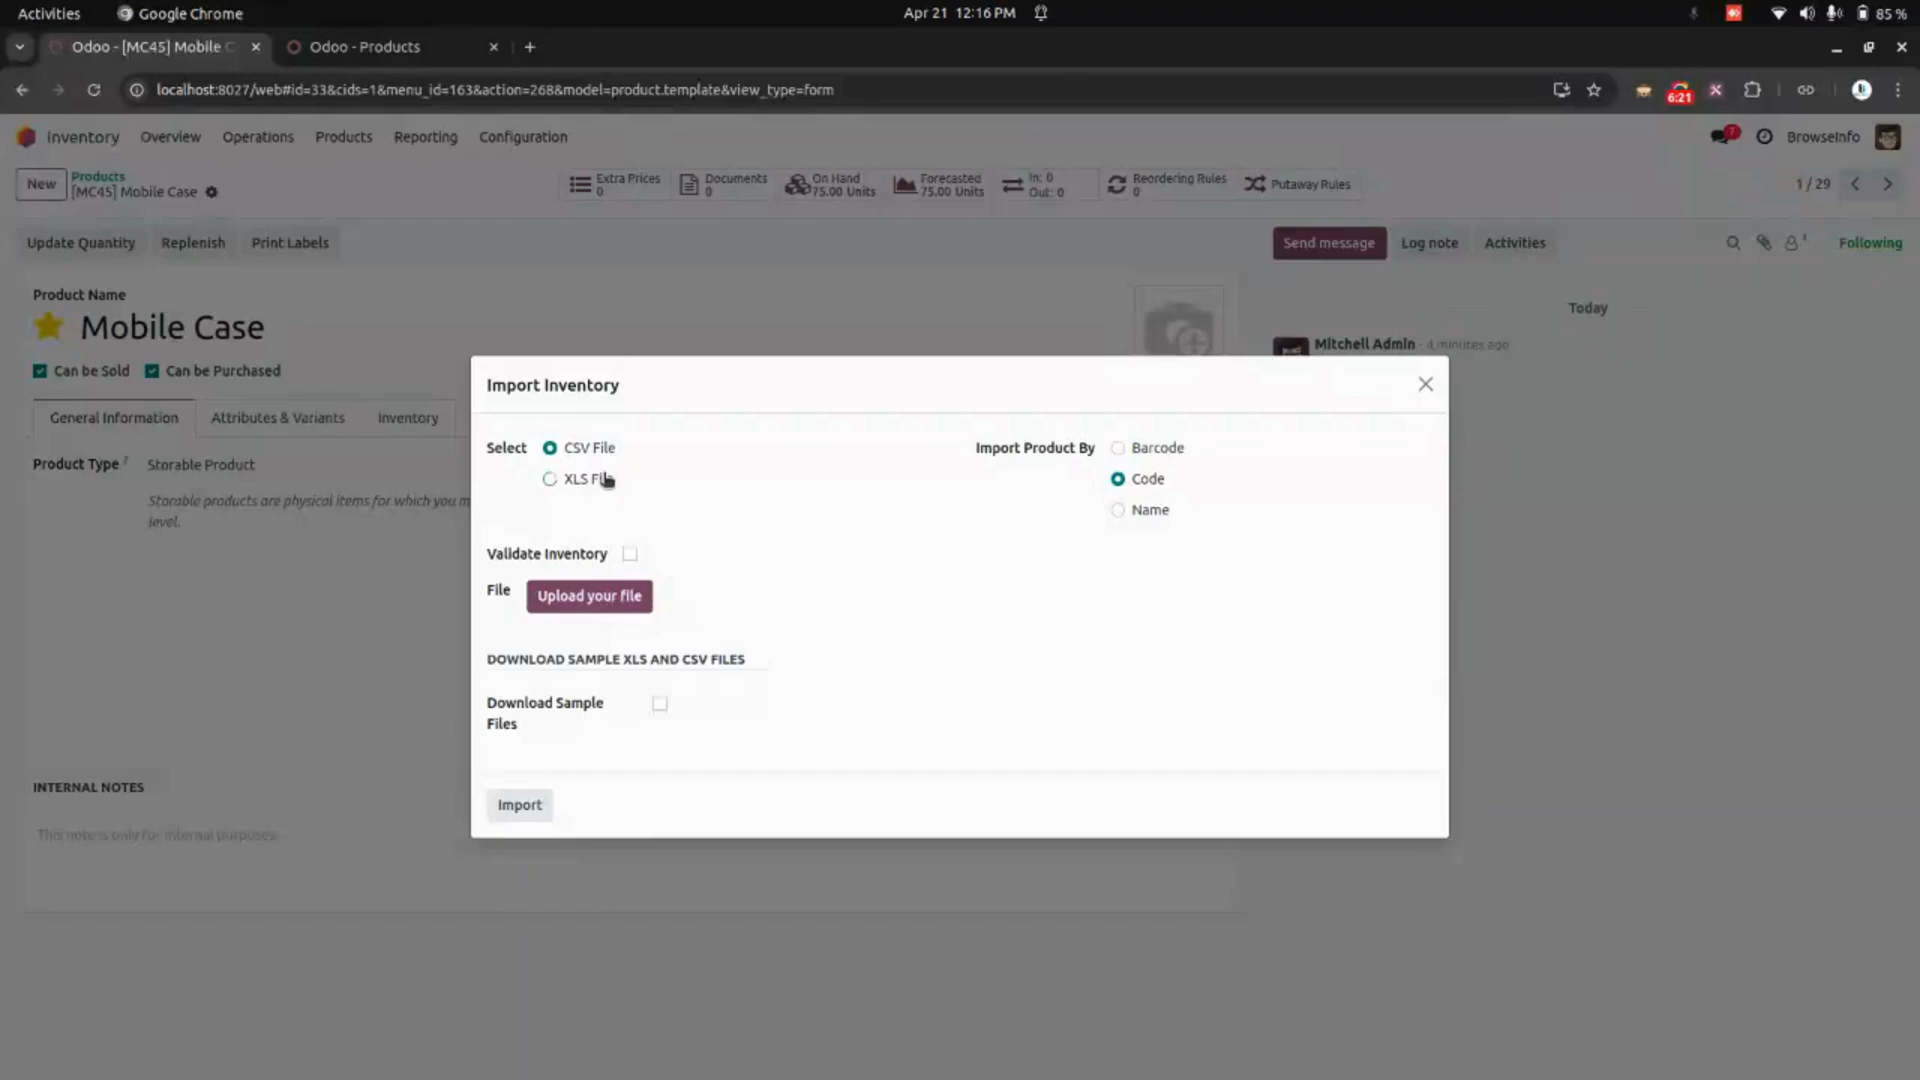 Activities Google Chrome Apr 21 12:16 PM 85 %
Odoo - [MC45] Mobile C Odoo - Products
localhost:8027/web#id=33&cids=1&menu_id=163&action=268&model=product.template&view_type=form 6:21
Inventory Overview Operations Products Reporting Configuration 7 BrowseInfo
New Products Extra Prices Documents On Hand Forecasted In: 0 Reordering Rules Putaway Rules 1 / 29
[MC45] Mobile Case 0 0 75.00 Units 75.00 Units Out: 0 0
Update Quantity Replenish Print Labels Send message Log note Activities 1 Following
Product Name Today
Mobile Case
Mitchell Admin - 4 minutes ago
Can be Sold Can be Purchased
Import Inventory
General Information Attributes & Variants Inventory
Select CSV File Import Product By Barcode
Product Type ? Storable Product
XLS Code
Storable products are physical items for which you m
Name
level.
Validate Inventory
File Upload your file
DOWNLOAD SAMPLE XLS AND CSV FILES
Download Sample
Files
INTERNAL NOTES
Import
This note is only for internal purposes.